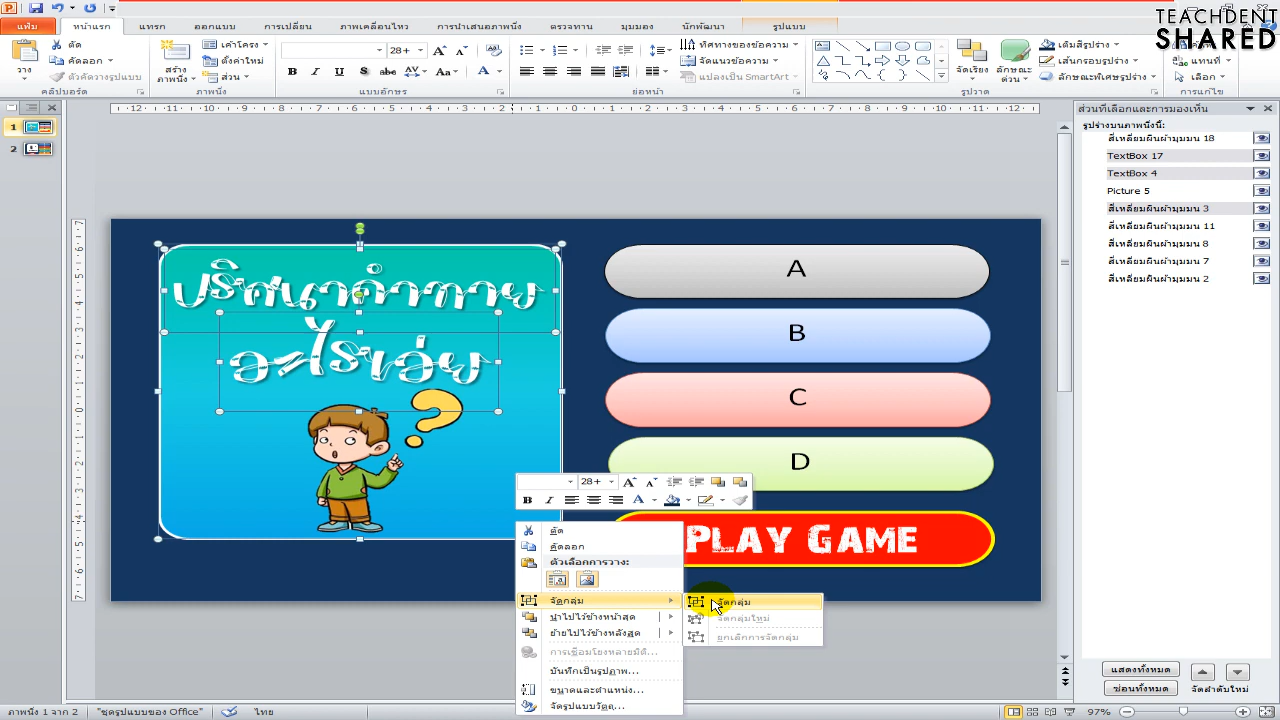 TEACHDENT
SHARED
แฟ้ม
หน้าแรก
แทรก
ออกแบบ
การเปลี่ยน
ภาพเคลื่อนไหว
การนำเสนอภาพนิ่ง
ตรวจทาน
มุมมอง
นักพัฒนา
รูปแบบ
วาง
ตัด
คัดลอก
ตัวคัดวางรูปแบบ
คลิปบอร์ด
สร้าง
ภาพนิ่ง
เค้าโครง
ตั้งค่าใหม่
ส่วน
ภาพนิ่ง
28+
แบบอักษร
ทิศทางของข้อความ
จัดแนวข้อความ
แปลงเป็น SmartArt
ย่อหน้า
จัดเรียง
ลักษณะ
ด่วน
เติมสีรูปร่าง
เส้นกรอบรูปร่าง
ลักษณะพิเศษรูปร่าง
รูปวาด
แทนที่
เลือก
การแก้ไข
ส่วนที่เลือกและการมองเห็น
รูปร่างบนภาพนิ่งนี้:
สี่เหลี่ยมผืนผ้ามุมมน 18
TextBox 17
TextBox 4
Picture 5
สี่เหลี่ยมผืนผ้ามุมมน 3
สี่เหลี่ยมผืนผ้ามุมมน 11
สี่เหลี่ยมผืนผ้ามุมมน 8
สี่เหลี่ยมผืนผ้ามุมมน 7
สี่เหลี่ยมผืนผ้ามุมมน 2
1
2
ปริศนาคำทาย
อะไรเอ่ย
A
B
C
D
PLAY GAME
28+
ตัด
คัดลอก
ตัวเลือกการวาง:
จัดกลุ่ม
นำไปไว้ข้างหน้าสุด
ย้ายไปไว้ข้างหลังสุด
การเชื่อมโยงหลายมิติ...
บันทึกเป็นรูปภาพ...
ขนาดและตำแหน่ง...
จัดรูปแบบวัตถุ...
จัดกลุ่ม
จัดกลุ่มใหม่
ยกเลิกการจัดกลุ่ม
แสดงทั้งหมด
ซ่อนทั้งหมด
จัดลำดับใหม่
ภาพนิ่ง 1 จาก 2
"ชุดรูปแบบของ Office"
ไทย
97%